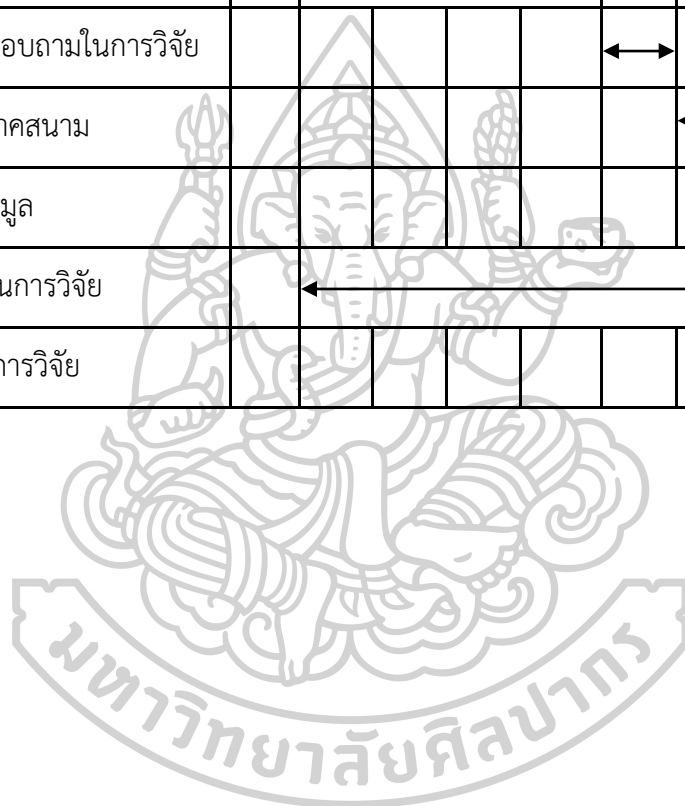 อบถามในการวิจัย
าคสนาม
มูล
นการวิจัย
การวิจัย
มหาวิทยาลัยศิลปากร